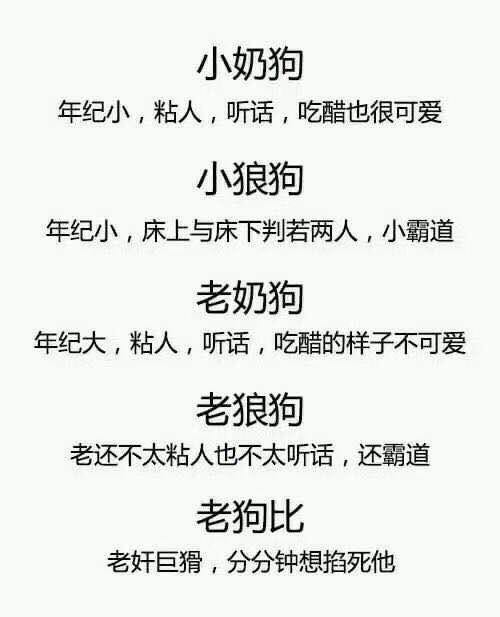 小奶狗
年纪小，粘人，听话，吃醋也很可爱
小狼狗
年纪小，床上与床下判若两人，小霸道
老奶狗
年纪大，粘人，听话，吃醋的样子不可爱
老狼狗
老还不太粘人也不太听话，还霸道
老狗比
老奸巨猾，分分钟想掐死他